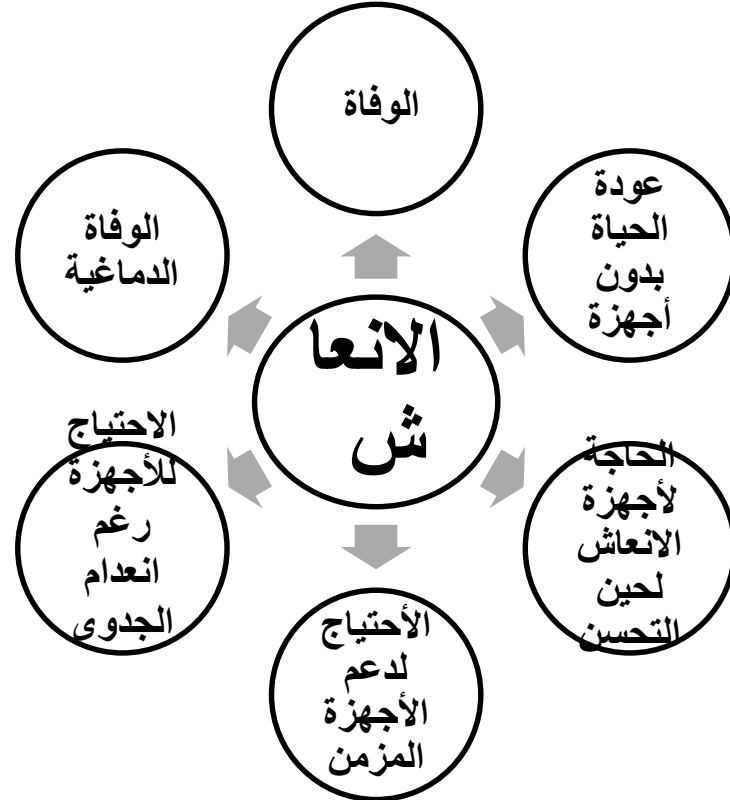 الوفاة
عودة
الحياة
بدون
أجهزة
الحاجة
لأجهزة
الانعاش
لحين
التحسن
الأحتياج
لدعم
الأجهزة
المزمن
الاحتياج
للأجهزة
رغم
انعدام
الجدوى
الوفاة
الدماغية
الانعا
ش